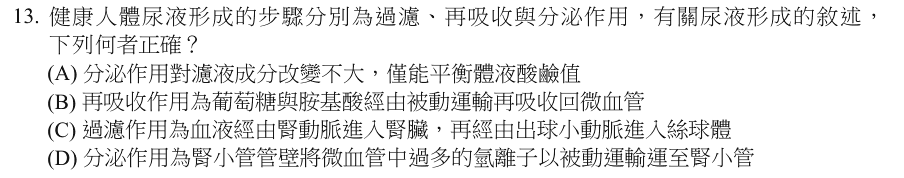 13. 健康人體尿液形成的步驟分別為過濾、再吸收與分泌作用，有關尿液形成的敘述，
下列何者正確？
(A) 分泌作用對濾液成分改變不大，僅能平衡體液酸鹼值
(B) 再吸收作用為葡萄糖與胺基酸經由被動運輸再吸收回微血管
(C) 過濾作用為血液經由腎動脈進入腎臟，再經由出球小動脈進入絲球體
(D) 分泌作用為腎小管管壁將微血管中過多的氫離子以被動運輸運至腎小管